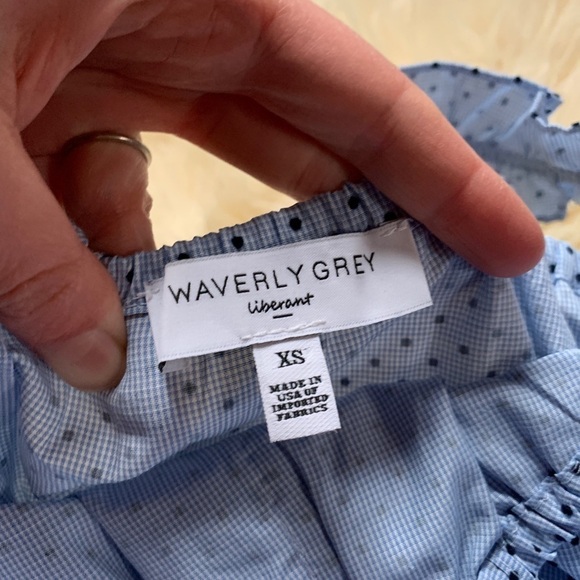 WAVERLY GREY
liberant
XS
MADE IN
USA OF
IMPORTED
FABRICS